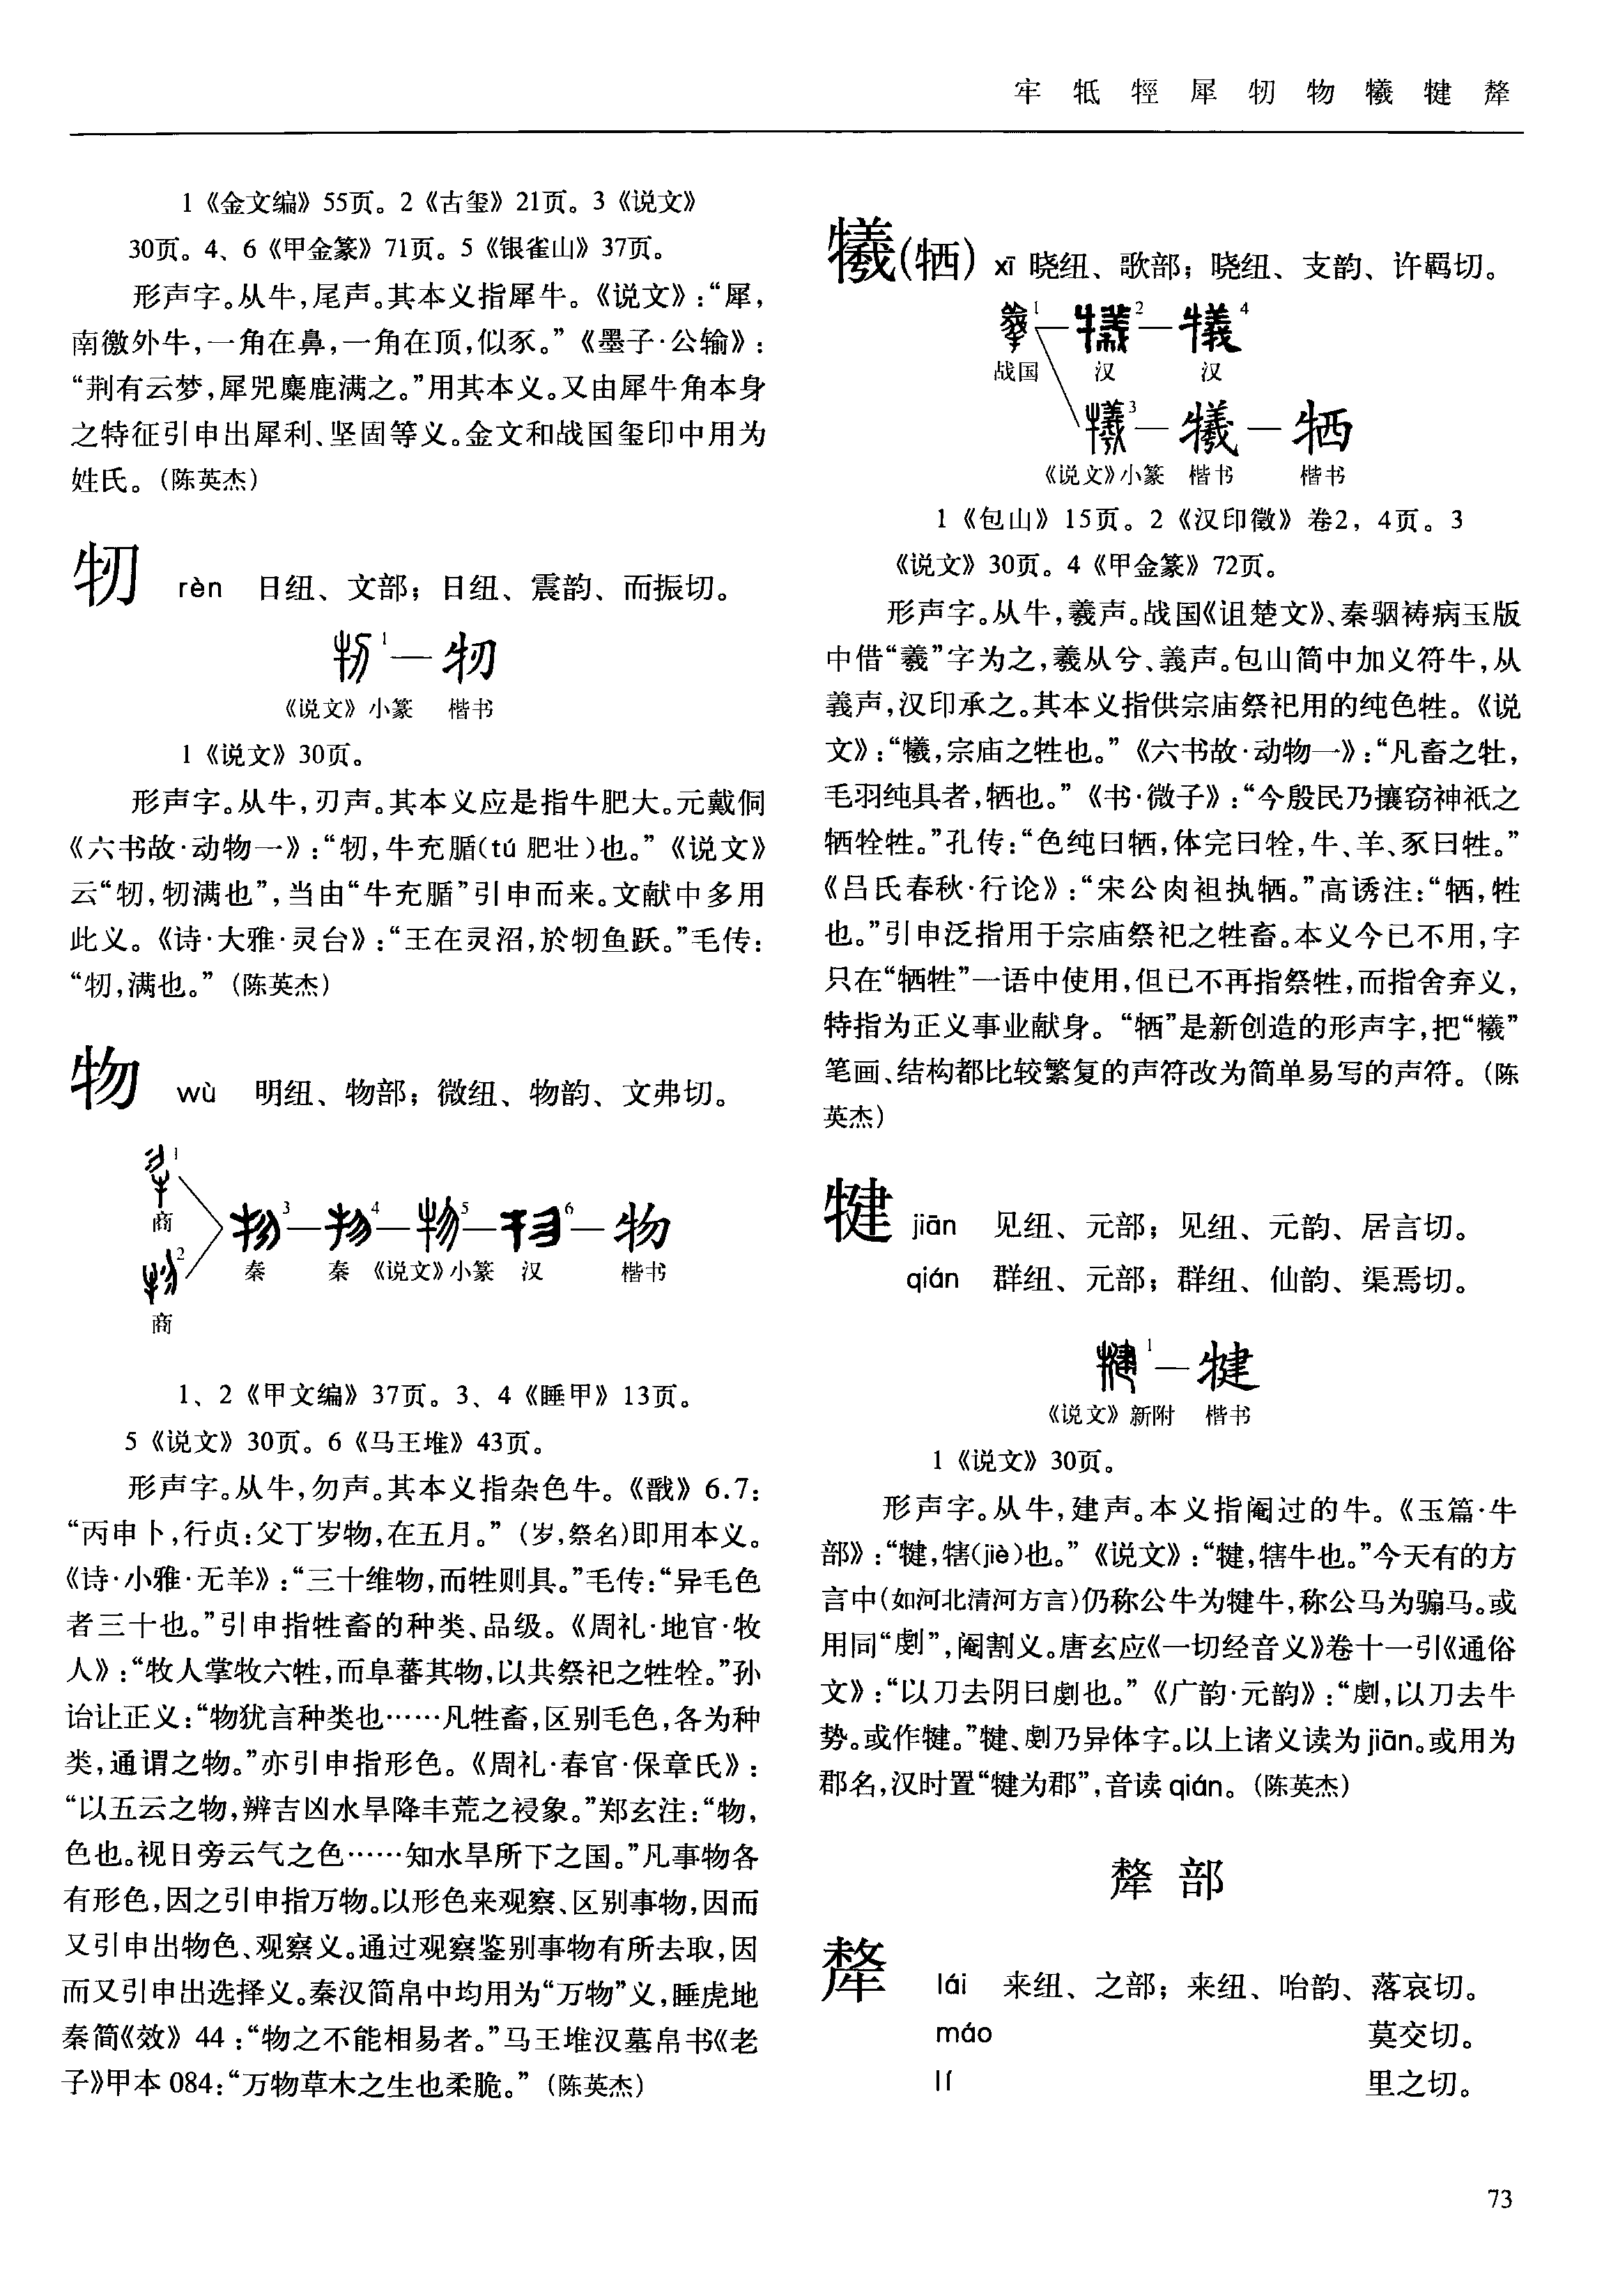 牢 牴 牼 犀 牣 物 犧 犍 犛
1《金文编》55页。2《古玺》21页。3《说文》
30页。4、6《甲金篆》71页。5《银雀山》37页。
形声字。从牛,尾声。其本义指犀牛。《说文》:“犀,
南徼外牛,一角在鼻,一角在顶,似豕。”《墨子·公输》:
“荆有云梦,犀兕麋鹿满之。”用其本义。又由犀牛角本身
之特征引申出犀利、坚固等义。金文和战国玺印中用为
姓氏。(陈英杰)
牣 rèn 日纽、文部;日纽、震韵、而振切。
1 — 牣
《说文》小篆 楷书
1《说文》30页。
形声字。从牛,刃声。其本义应是指牛肥大。元戴侗
《六书故·动物一》:“牣,牛充腯(tú 肥壮)也。”《说文》
云“牣,牣满也”,当由“牛充腯”引申而来。文献中多用
此义。《诗·大雅·灵台》:“王在灵沼,於牣鱼跃。”毛传:
“牣,满也。”(陈英杰)
物 wù 明纽、物部;微纽、物韵、文弗切。
1
商
3 — 4 — 5 — 6 — 物
2
秦 秦 《说文》小篆 汉 楷书
商
1、2《甲文编》37页。3、4《睡甲》13页。
5《说文》30页。6《马王堆》43页。
形声字。从牛,勿声。其本义指杂色牛。《戬》6.7:
“丙申卜,行贞:父丁岁物,在五月。”(岁,祭名)即用本义。
《诗·小雅·无羊》:“三十维物,而牲则具。”毛传:“异毛色
者三十也。”引申指牲畜的种类、品级。《周礼·地官·牧
人》:“牧人掌牧六牲,而阜蕃其物,以共祭祀之牲牷。”孙
诒让正义:“物犹言种类也……凡牲畜,区别毛色,各为种
类,通谓之物。”亦引申指形色。《周礼·春官·保章氏》:
“以五云之物,辨吉凶水旱降丰荒之祲象。”郑玄注:“物,
色也。视日旁云气之色……知水旱所下之国。”凡事物各
有形色,因之引申指万物。以形色来观察、区别事物,因而
又引申出物色、观察义。通过观察鉴别事物有所去取,因
而又引申出选择义。秦汉简帛中均用为“万物”义,睡虎地
秦简《效》44:“物之不能相易者。”马王堆汉墓帛书《老
子》甲本084:“万物草木之生也柔脆。”(陈英杰)
犧(牺) xī 晓纽、歌部;晓纽、支韵、许羁切。
1 — 2 — 4
战国 汉 汉
3 — 犧 — 牺
《说文》小篆 楷书 楷书
1《包山》15页。2《汉印徵》卷2,4页。3
《说文》30页。4《甲金篆》72页。
形声字。从牛,羲声。战国《诅楚文》、秦骃祷病玉版
中借“羲”字为之,羲从兮、義声。包山简中加义符牛,从
義声,汉印承之。其本义指供宗庙祭祀用的纯色牲。《说
文》:“犧,宗庙之牲也。”《六书故·动物一》:“凡畜之牡,
毛羽纯具者,牺也。”《书·微子》:“今殷民乃攘窃神祇之
牺牷牲。”孔传:“色纯曰牺,体完曰牷,牛、羊、豕曰牲。”
《吕氏春秋·行论》:“宋公肉袒执牺。”高诱注:“牺,牲
也。”引申泛指用于宗庙祭祀之牲畜。本义今已不用,字
只在“牺牲”一语中使用,但已不再指祭牲,而指舍弃义,
特指为正义事业献身。“牺”是新创造的形声字,把“犧”
笔画、结构都比较繁复的声符改为简单易写的声符。(陈
英杰)
犍 jiān 见纽、元部;见纽、元韵、居言切。
qián 群纽、元部;群纽、仙韵、渠焉切。
1 — 犍
《说文》新附 楷书
1《说文》30页。
形声字。从牛,建声。本义指阉过的牛。《玉篇·牛
部》:“犍,犗(jiè)也。”《说文》:“犍,犗牛也。”今天有的方
言中(如河北清河方言)仍称公牛为犍牛,称公马为骟马。或
用同“劇”,阉割义。唐玄应《一切经音义》卷十一引《通俗
文》:“以刀去阴曰劇也。”《广韵·元韵》:“劇,以刀去牛
势。或作犍。”犍、劇乃异体字。以上诸义读为 jiān。或用为
郡名,汉时置“犍为郡”,音读 qián。(陈英杰)
犛 部
犛 lái 来纽、之部;来纽、咍韵、落哀切。
máo 莫交切。
lí 里之切。
73